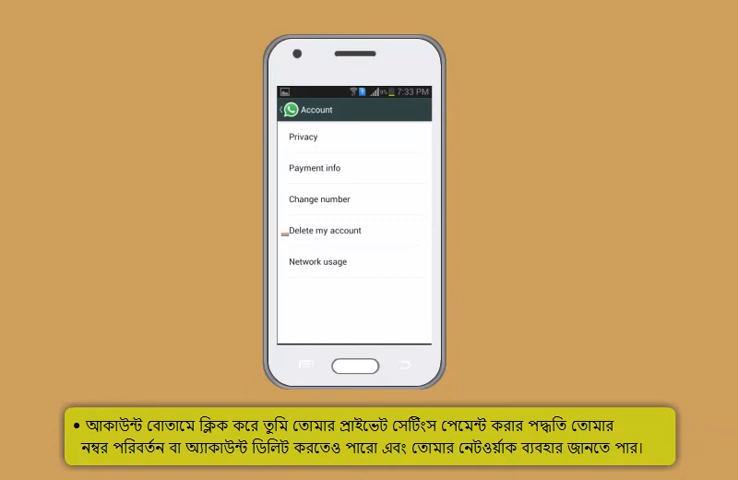 7:33 PM
Account
Privacy
Payment info
Change number
Delete my account
Network usage
• আকাউন্ট বোতামে ক্লিক করে তুমি তোমার প্রাইভেট সেটিংস পেমেন্ট করার পদ্ধতি তোমার
নম্বর পরিবর্তন বা অ্যাকাউন্ট ডিলিট করতেও পারো এবং তোমার নেটওর্য়াক ব্যবহার জানতে পার।